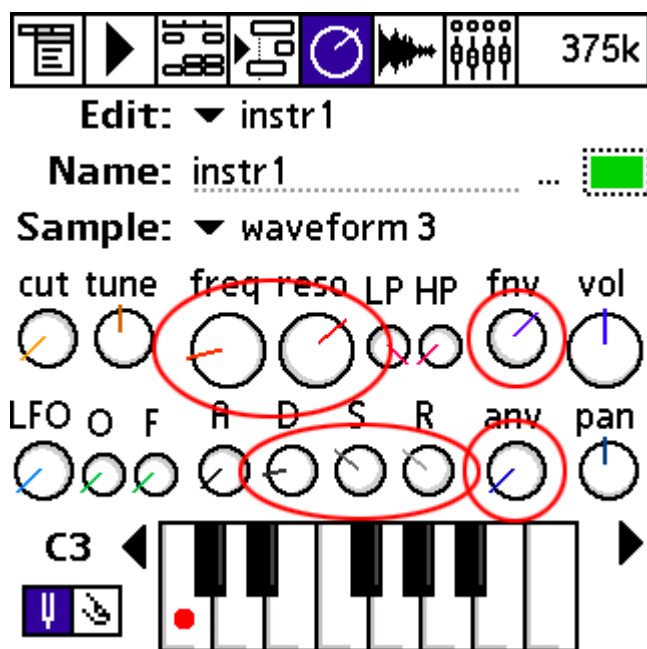 375k
Edit: instr1
Name: instr1 ...
Sample: waveform 3
cut tune freq reso LP HP fnv vol
LFO O F A D S R anv pan
C3